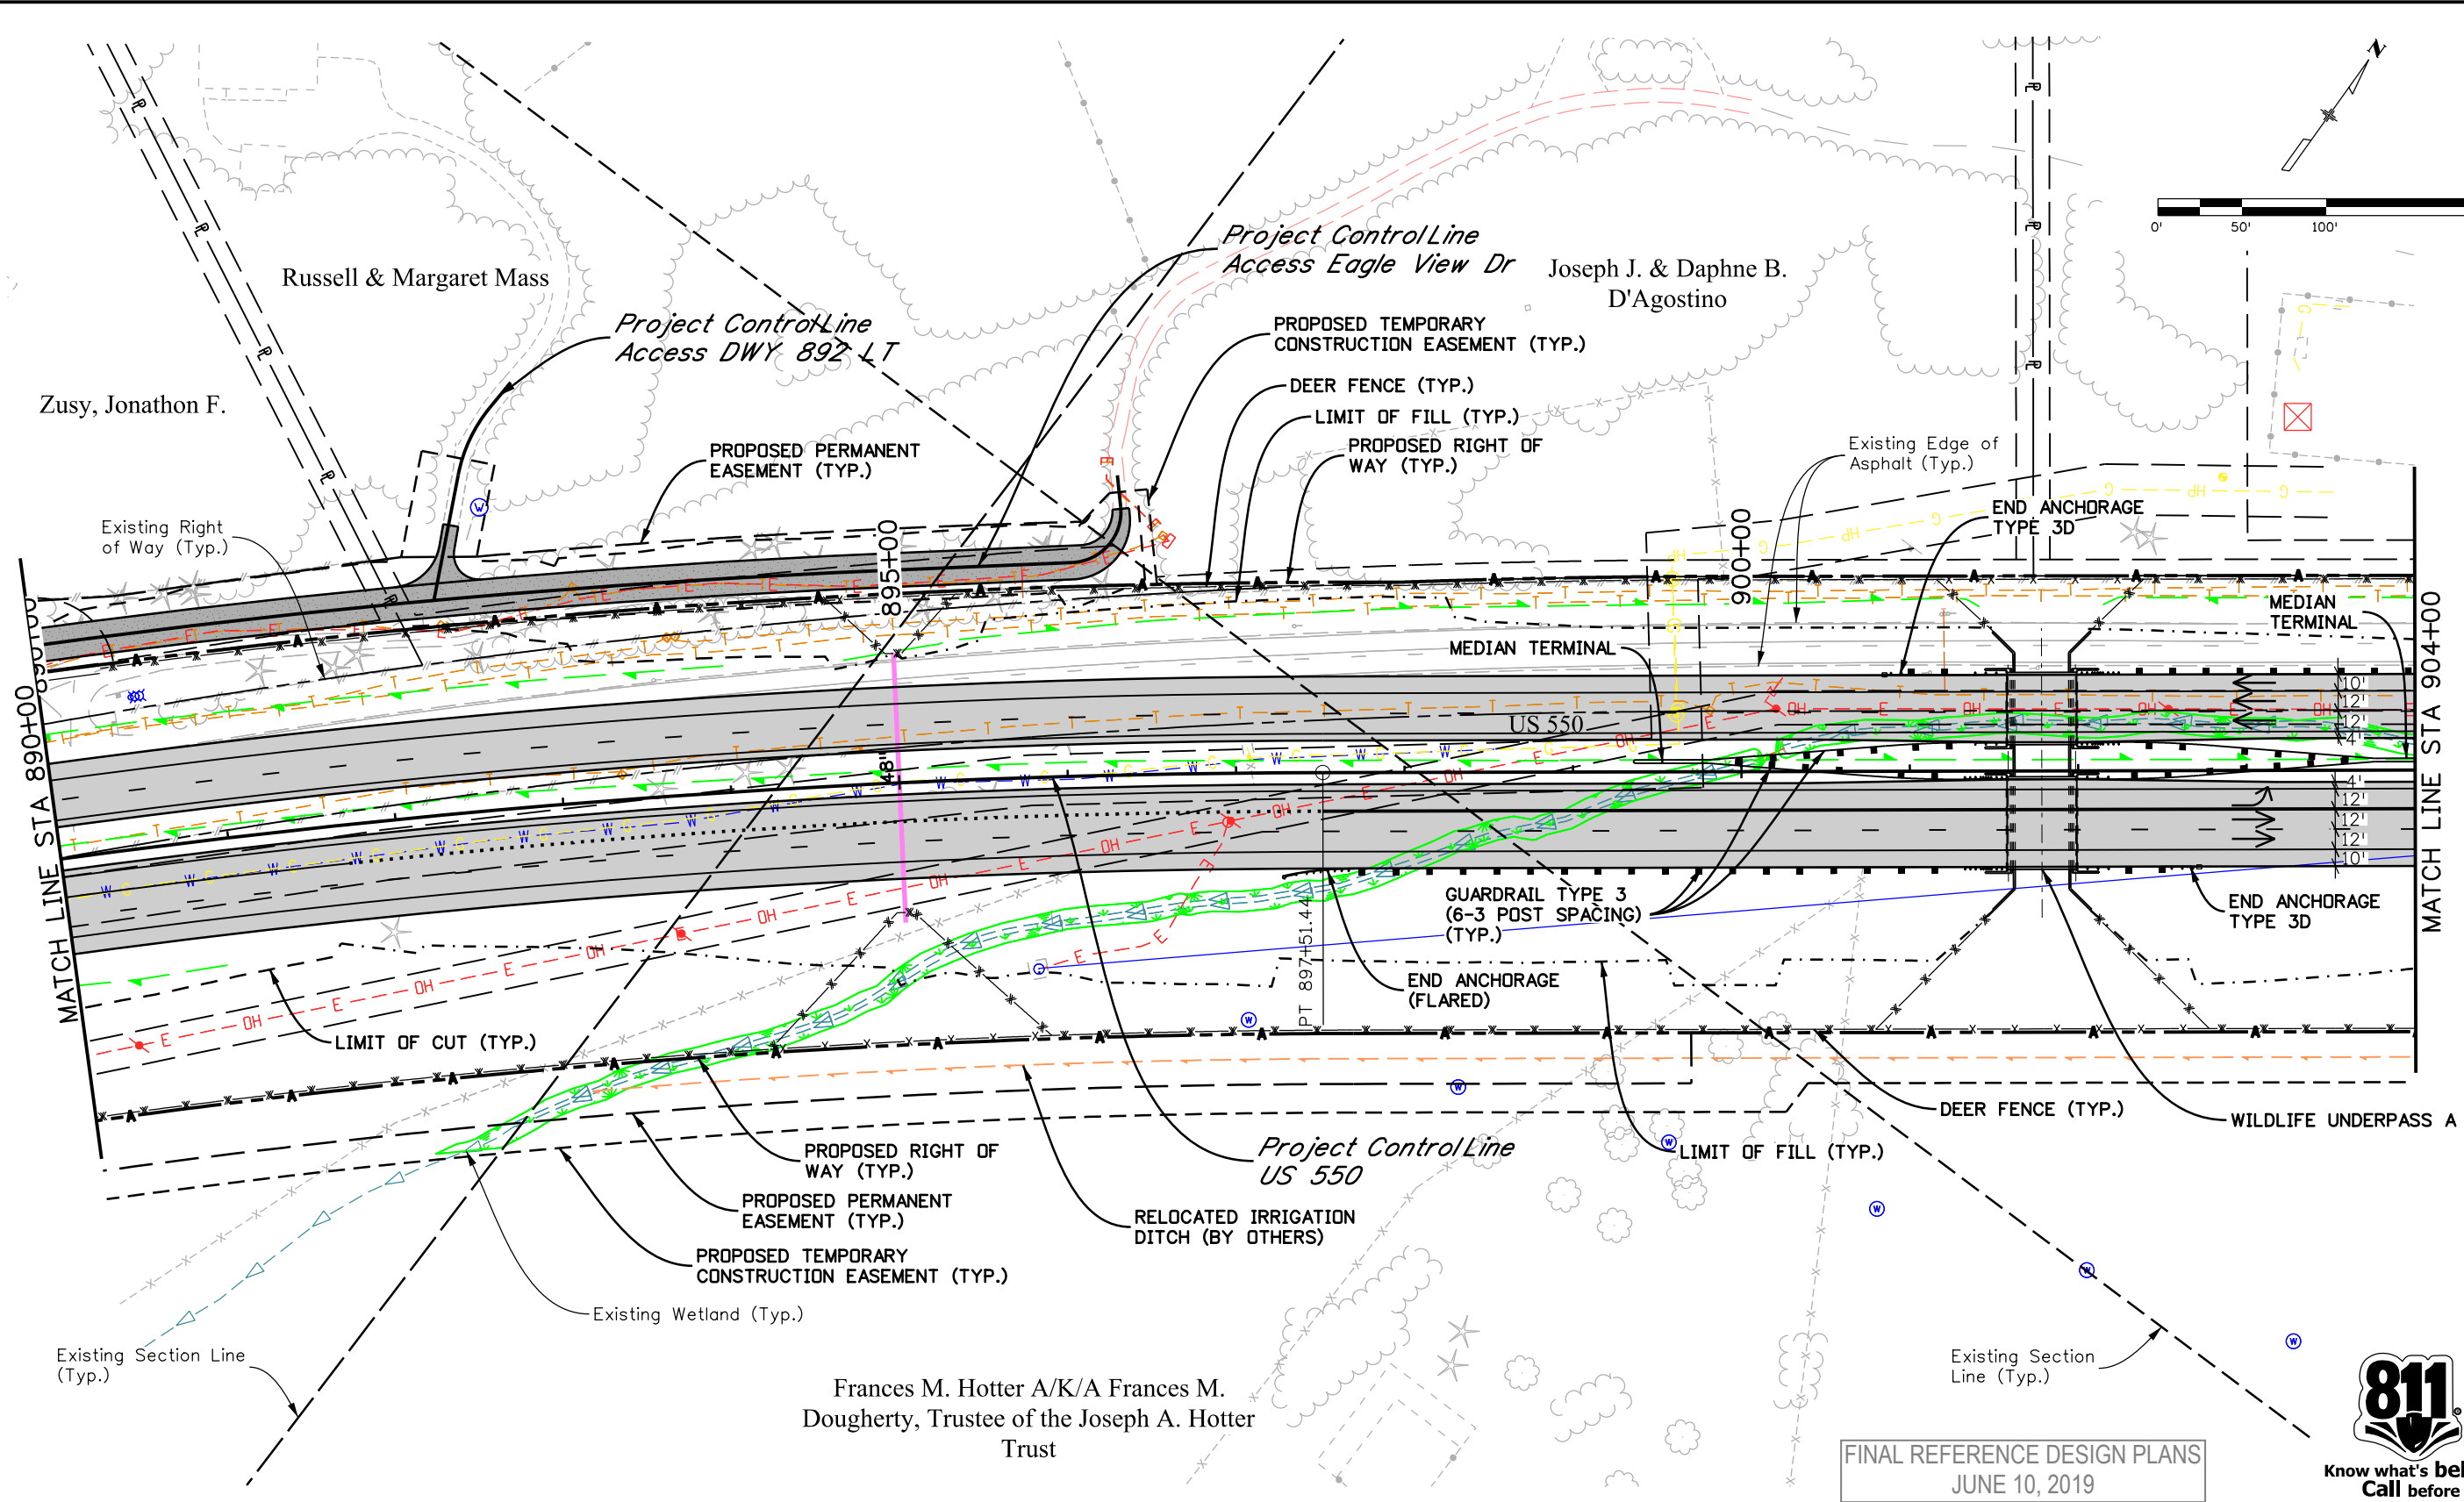 N
0'
50'
100'
Project Control Line
Access Eagle View Dr
Joseph J. & Daphne B.
D'Agostino
Russell & Margaret Mass
Project Control Line
Access DWY 892 LT
PROPOSED TEMPORARY
CONSTRUCTION EASEMENT (TYP.)
DEER FENCE (TYP.)
LIMIT OF FILL (TYP.)
PROPOSED RIGHT OF
WAY (TYP.)
Zusy, Jonathon F.
PROPOSED PERMANENT
EASEMENT (TYP.)
Existing Edge of
Asphalt (Typ.)
Existing Right
of Way (Typ.)
END ANCHORAGE
TYPE 3D
895+00
900+00
MEDIAN
TERMINAL
MEDIAN TERMINAL
US 550
48"
10'
12'
12'
4'
4'
12'
12'
12'
10'
890+00
MATCH LINE STA 890+00
MATCH LINE STA 904+00
PT 897+51.44
GUARDRAIL TYPE 3
(6-3 POST SPACING)
(TYP.)
END ANCHORAGE
TYPE 3D
END ANCHORAGE
(FLARED)
LIMIT OF CUT (TYP.)
DEER FENCE (TYP.)
WILDLIFE UNDERPASS A
PROPOSED RIGHT OF
WAY (TYP.)
Project Control Line
US 550
LIMIT OF FILL (TYP.)
PROPOSED PERMANENT
EASEMENT (TYP.)
RELOCATED IRRIGATION
DITCH (BY OTHERS)
PROPOSED TEMPORARY
CONSTRUCTION EASEMENT (TYP.)
Existing Wetland (Typ.)
Existing Section Line
(Typ.)
Existing Section
Line (Typ.)
Frances M. Hotter A/K/A Frances M.
Dougherty, Trustee of the Joseph A. Hotter
Trust
FINAL REFERENCE DESIGN PLANS
JUNE 10, 2019
811
Know what's bel
Call before